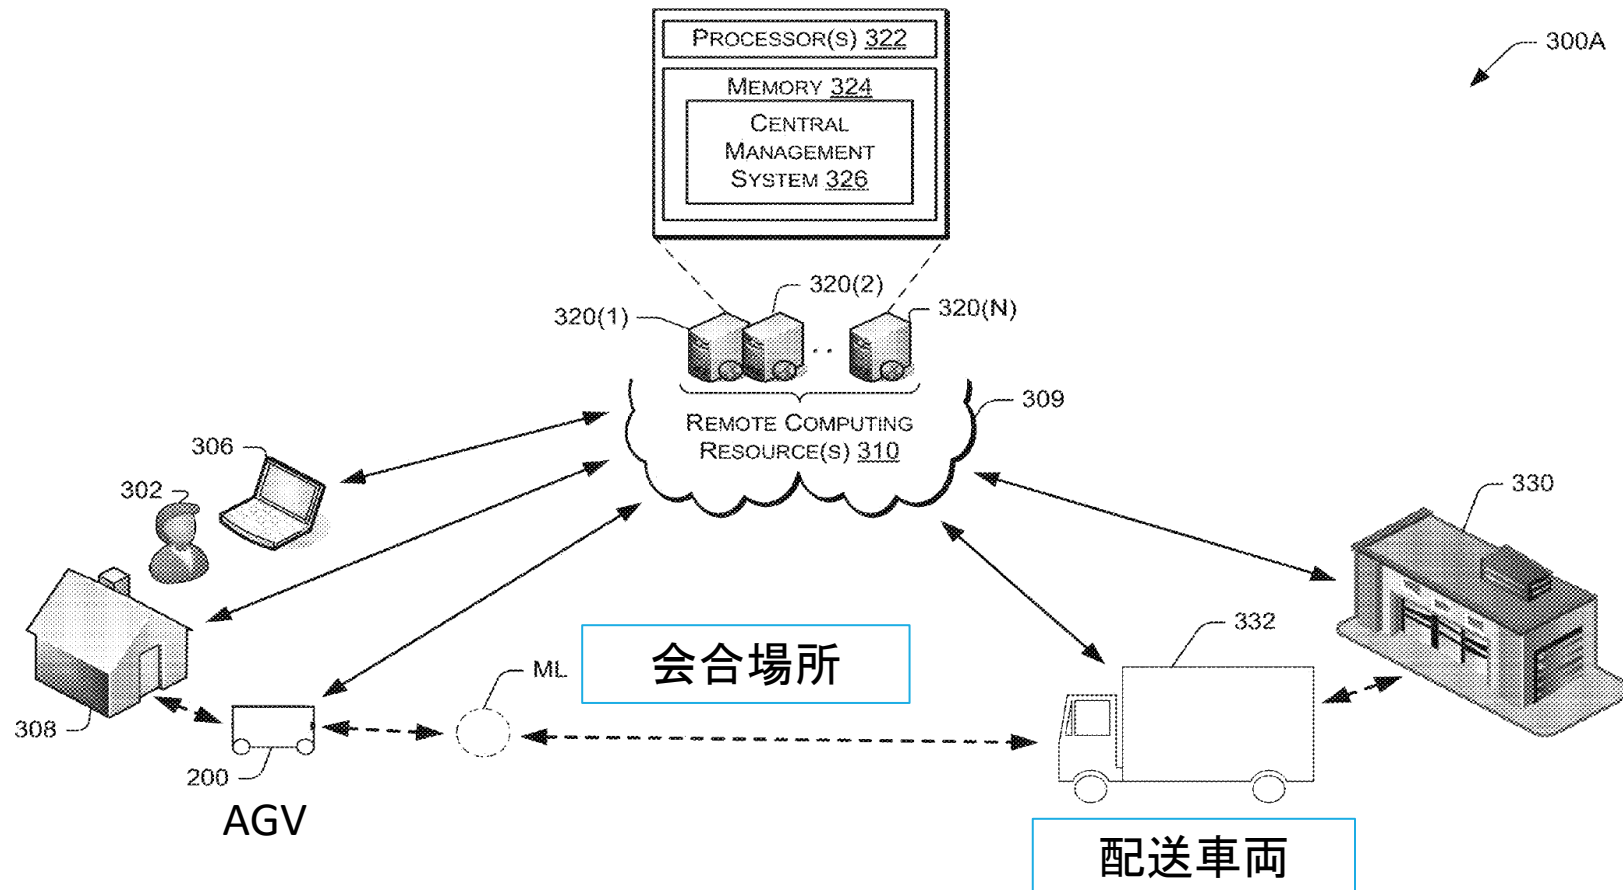 PROCESSOR(S) 322
300A
MEMORY 324
CENTRAL
MANAGEMENT
SYSTEM 326
320(1)
320(2)
320(N)
REMOTE COMPUTING
RESOURCE(S) 310
309
306
302
330
308
200
AGV
ML
会合場所
332
配送車両